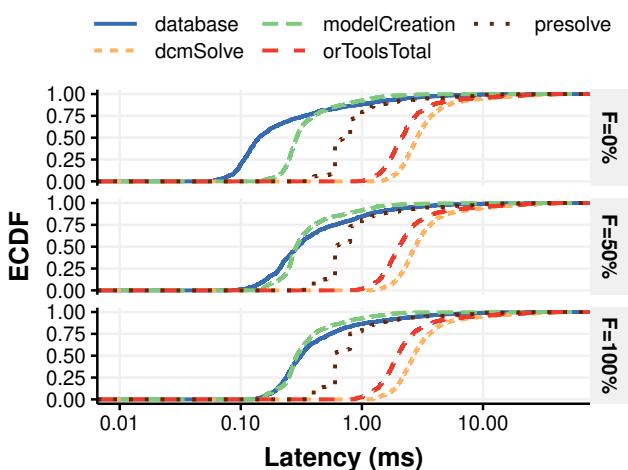 database modelCreation presolve
dcmSolve orToolsTotal
1.00
0.75
0.50
0.25
0.00
F=0%
1.00
0.75
0.50
0.25
0.00
F=50%
1.00
0.75
0.50
0.25
0.00
F=100%
ECDF
0.01 0.10 1.00 10.00
Latency (ms)